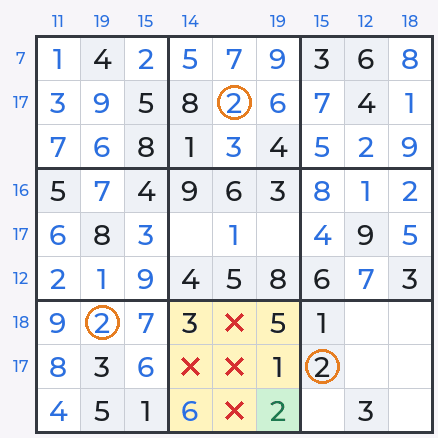 11 19 15 14 19 15 12 18
7 1 4 2 5 7 9 3 6 8
17 3 9 5 8 2 6 7 4 1
7 6 8 1 3 4 5 2 9
16 5 7 4 9 6 3 8 1 2
17 6 8 3 1 4 9 5
12 2 1 9 4 5 8 6 7 3
18 9 2 7 3 × 5 1
17 8 3 6 × × 1 2
4 5 1 6 × 2 3